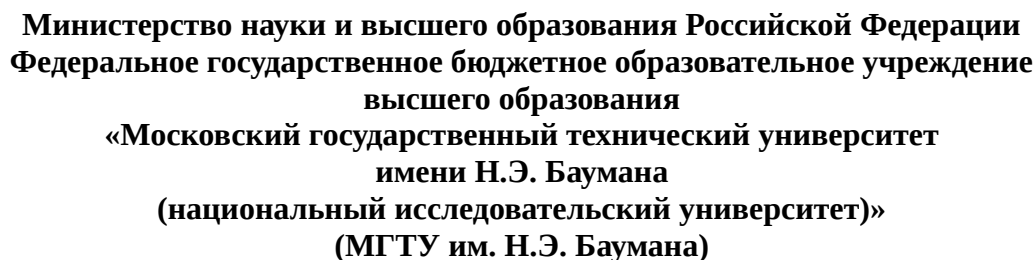 Министерство науки и высшего образования Российской Федерации
Федеральное государственное бюджетное образовательное учреждение
высшего образования
«Московский государственный технический университет
имени Н.Э. Баумана
(национальный исследовательский университет)»
(МГТУ им. Н.Э. Баумана)